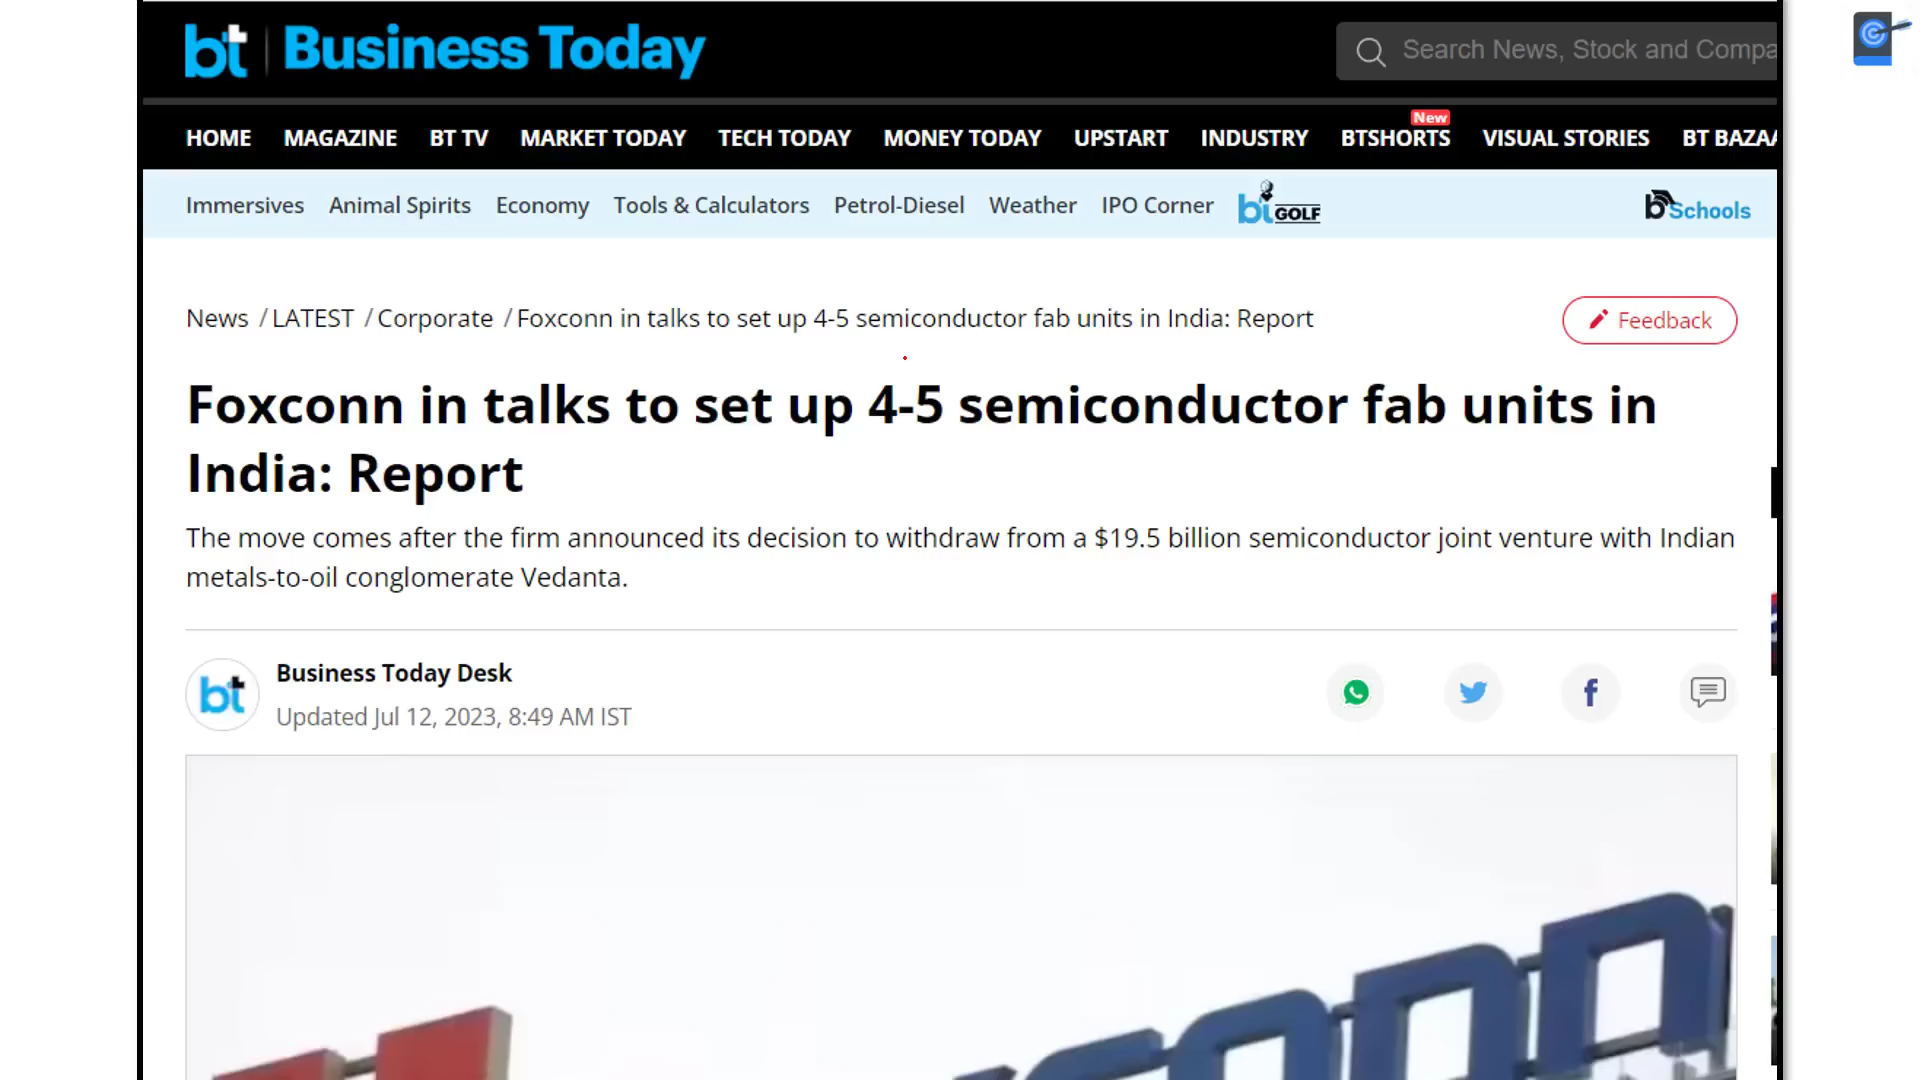 bt Business Today
Search News, Stock and Compa
HOME MAGAZINE BT TV MARKET TODAY TECH TODAY MONEY TODAY UPSTART INDUSTRY BTSHORTS New VISUAL STORIES BT BAZAA
Immersives Animal Spirits Economy Tools & Calculators Petrol-Diesel Weather IPO Corner bt GOLF bSchools
News / LATEST / Corporate / Foxconn in talks to set up 4-5 semiconductor fab units in India: Report
Feedback
Foxconn in talks to set up 4-5 semiconductor fab units in
India: Report
The move comes after the firm announced its decision to withdraw from a $19.5 billion semiconductor joint venture with Indian
metals-to-oil conglomerate Vedanta.
bt
Business Today Desk
Updated Jul 12, 2023, 8:49 AM IST